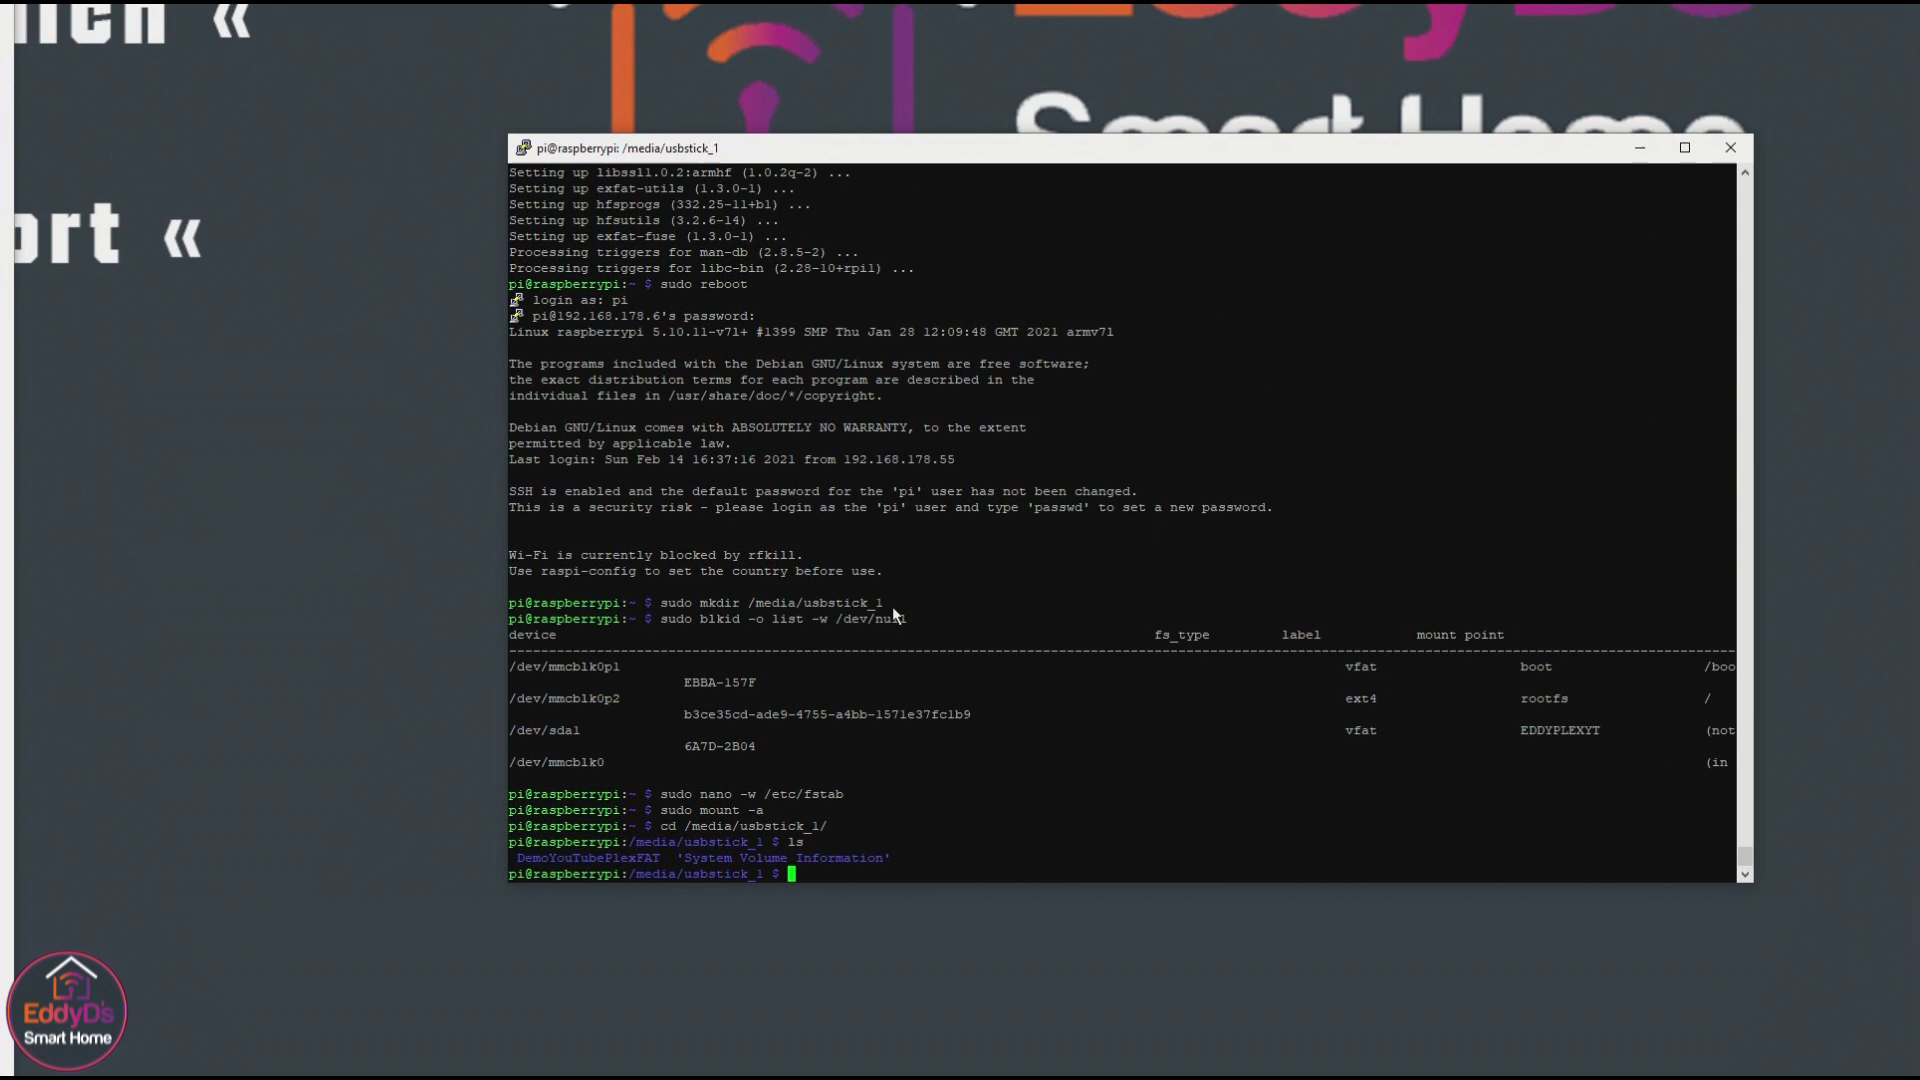 «
Smart Home
ort «
pi@raspberrypi: /media/usbstick_1
Setting up libssl1.0.2:armhf (1.0.2q-2) ...
Setting up exfat-utils (1.3.0-1) ...
Setting up hfsprogs (332.25-11+b1) ...
Setting up hfsutils (3.2.6-14) ...
Setting up exfat-fuse (1.3.0-1) ...
Processing triggers for man-db (2.8.5-2) ...
Processing triggers for libc-bin (2.28-10+rpi1) ...
pi@raspberrypi:~ $ sudo reboot
login as: pi
pi@192.168.178.6's password:
Linux raspberrypi 5.10.11-v7l+ #1399 SMP Thu Jan 28 12:09:48 GMT 2021 armv7l
The programs included with the Debian GNU/Linux system are free software;
the exact distribution terms for each program are described in the
individual files in /usr/share/doc/*/copyright.
Debian GNU/Linux comes with ABSOLUTELY NO WARRANTY, to the extent
permitted by applicable law.
Last login: Sun Feb 14 16:37:16 2021 from 192.168.178.55
SSH is enabled and the default password for the 'pi' user has not been changed.
This is a security risk - please login as the 'pi' user and type 'passwd' to set a new password.
Wi-Fi is currently blocked by rfkill.
Use raspi-config to set the country before use.
pi@raspberrypi:~ $ sudo mkdir /media/usbstick_1
pi@raspberrypi:~ $ sudo blkid -o list -w /dev/null
device fs_type label mount point
--------------------------------------------------------------------------------
/dev/mmcblk0p1 vfat boot /boo
EBBA-157F
/dev/mmcblk0p2 ext4 rootfs /
b3ce35cd-ade9-4755-a4bb-1571e37fc1b9
/dev/sda1 vfat EDDYPLEXYT (not
6A7D-2B04
/dev/mmcblk0 (in
pi@raspberrypi:~ $ sudo nano -w /etc/fstab
pi@raspberrypi:~ $ sudo mount -a
pi@raspberrypi:~ $ cd /media/usbstick_1/
pi@raspberrypi:/media/usbstick_1 $ ls
DemoYouTubePlexFAT 'System Volume Information'
pi@raspberrypi:/media/usbstick_1 $
EddyD's
Smart Home